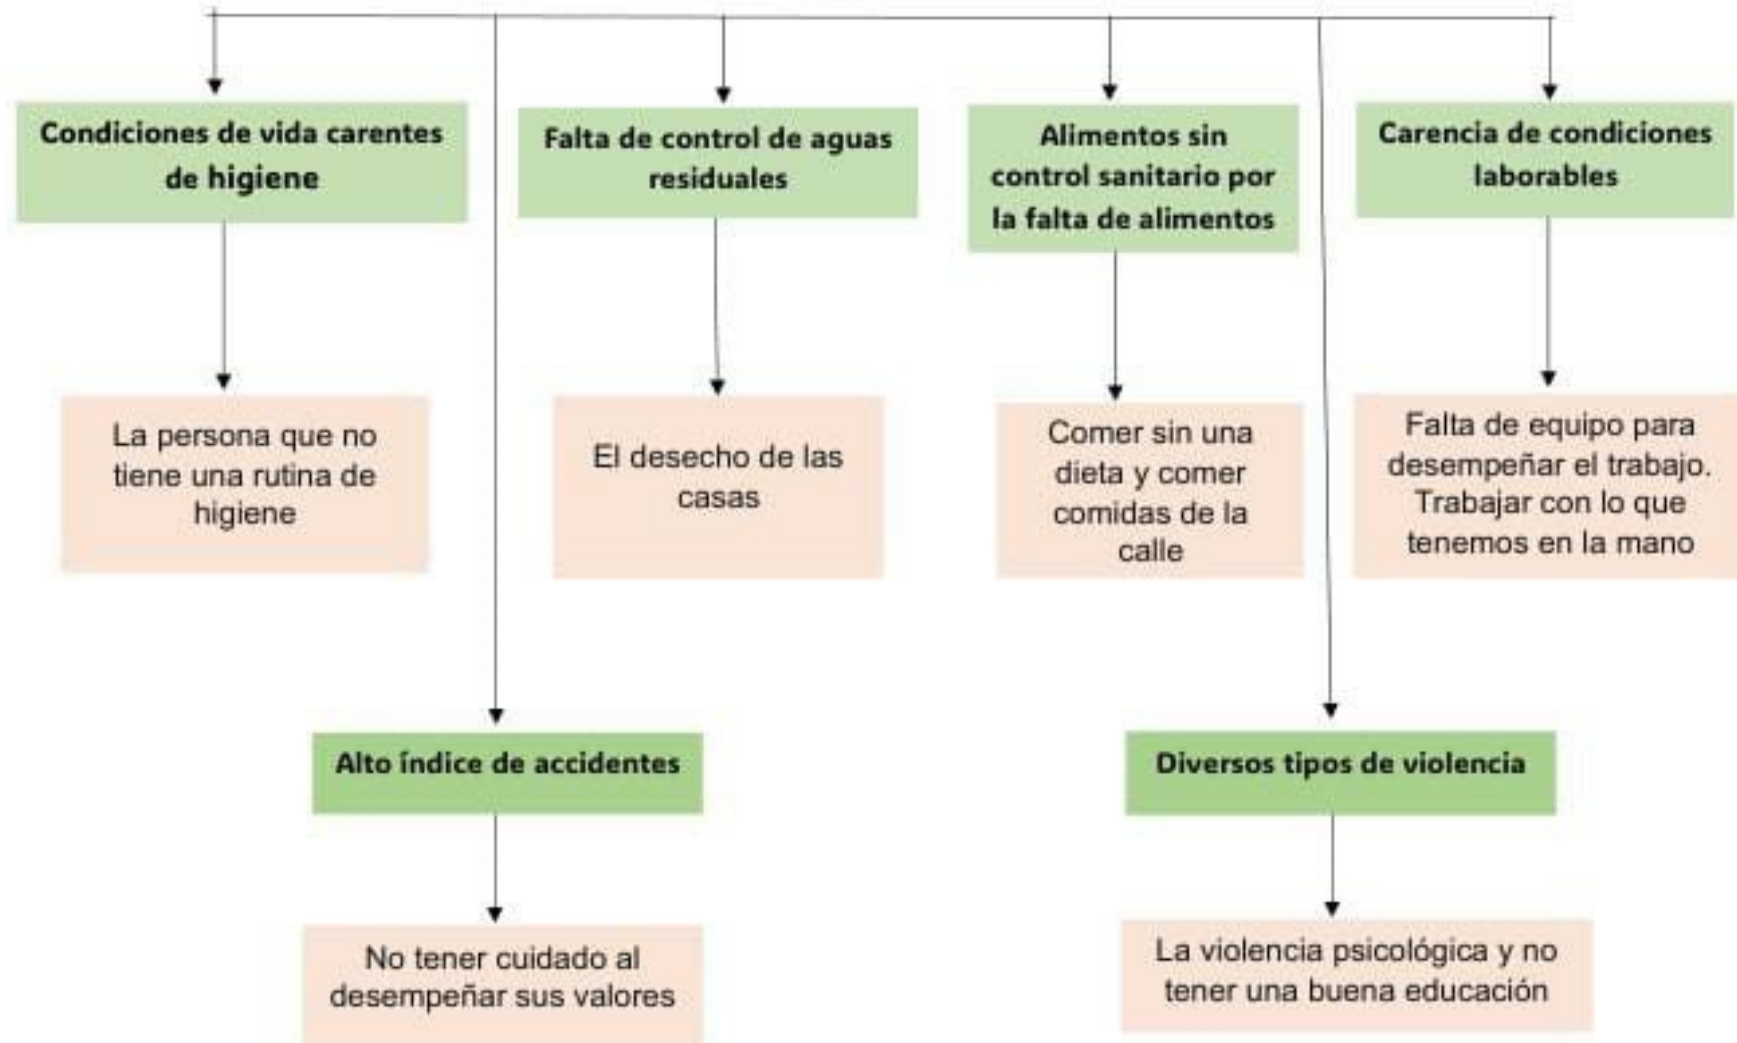 Condiciones de vida carentes
de higiene
Falta de control de aguas
residuales
Alimentos sin
control sanitario por
la falta de alimentos
Carencia de condiciones
laborables
La persona que no
tiene una rutina de
higiene
El desecho de las
casas
Comer sin una
dieta y comer
comidas de la
calle
Falta de equipo para
desempeñar el trabajo.
Trabajar con lo que
tenemos en la mano
Alto índice de accidentes
Diversos tipos de violencia
No tener cuidado al
desempeñar sus valores
La violencia psicológica y no
tener una buena educación